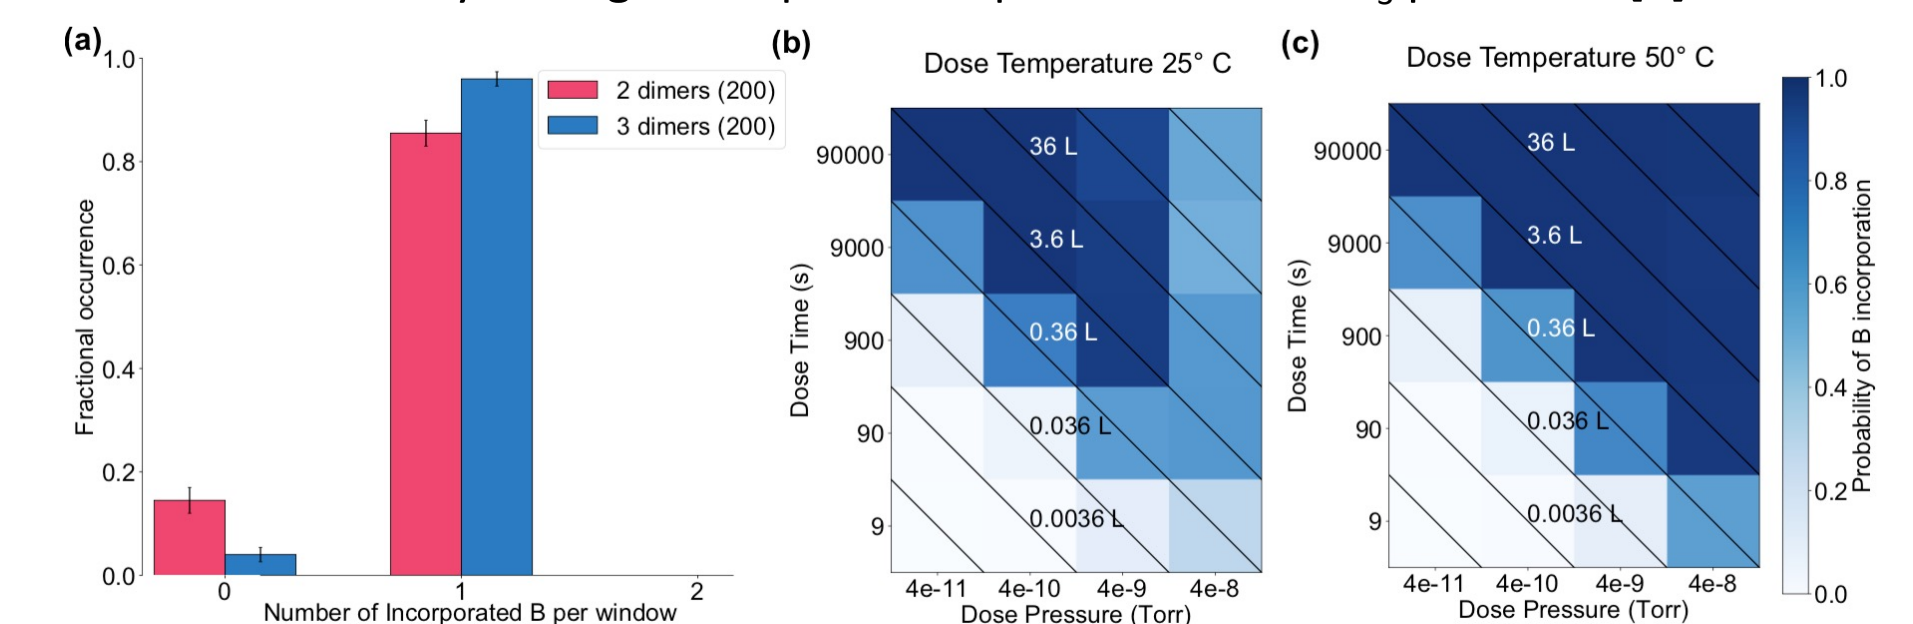 (a)
1.0
0.8
0.6
0.4
0.2
0.0
Fractional occurrence
0
1
2
Number of Incorporated B per window
2 dimers (200)
3 dimers (200)
(b)
Dose Temperature 25° C
Dose Time (s)
90000
9000
900
90
9
36 L
3.6 L
0.36 L
0.036 L
0.0036 L
4e-11
4e-10
4e-9
4e-8
Dose Pressure (Torr)
(c)
Dose Temperature 50° C
Dose Time (s)
90000
9000
900
90
9
36 L
3.6 L
0.36 L
0.036 L
0.0036 L
4e-11
4e-10
4e-9
4e-8
Dose Pressure (Torr)
1.0
0.8
0.6
0.4
0.2
0.0
Probability of B incorporation